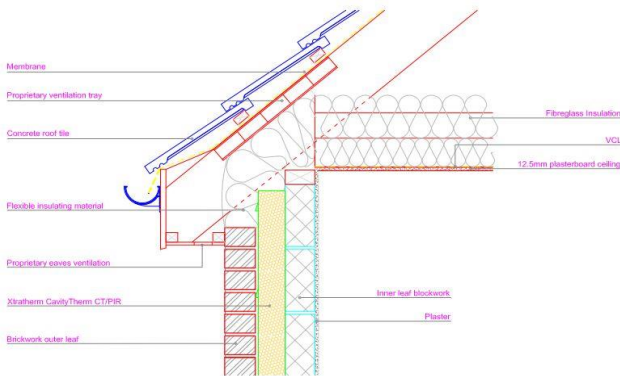 Membrane
Proprietary ventilation tray
Concrete roof tile
Flexible insulating material
Proprietary eaves ventilation
Xtratherm CavityTherm CT/PIR
Brickwork outer leaf
Fibreglass Insulation
VCL
12.5mm plasterboard ceiling
Inner leaf blockwork
Plaster